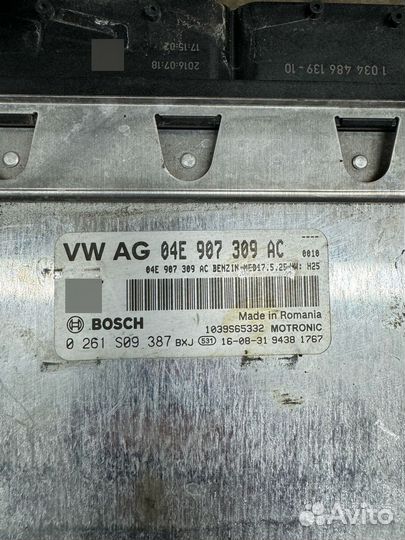 17:15:02
2016-07-18
1 034 486 139-10
VW AG 04E 907 309 AC 0010
04E 907 309 AC BENZIN MED17.5.25 HW: H25
Made in Romania
BOSCH 1039S65332 MOTRONIC
0 261 S09 387 BXJ 531 16-08-31 9438 1767
Avito